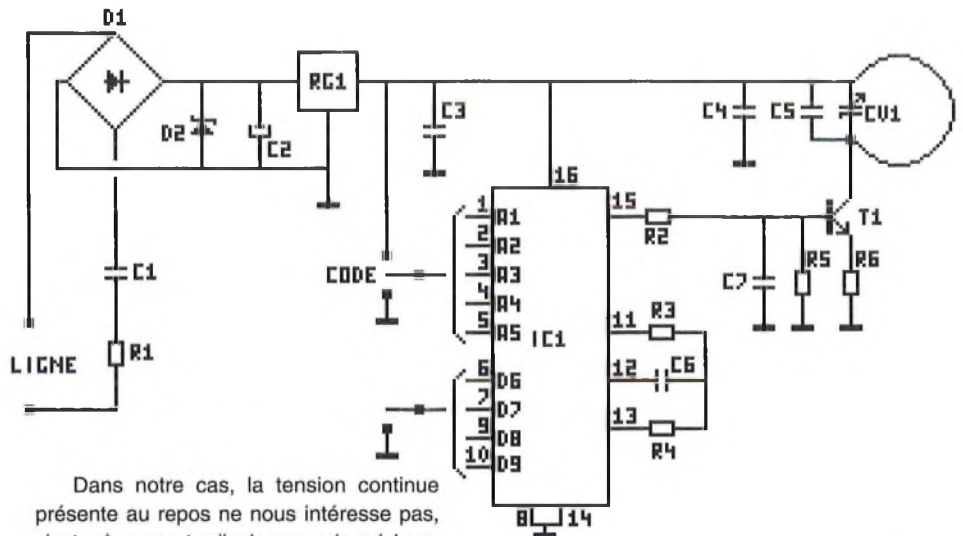 D1
RG1
D2
C2
C3
C4
C5
CV1
16
1
A1
2
A2
3
A3
4
A4
5
A5
CODE
15
R2
T1
C7
R5
R6
C1
R1
LIGNE
IC1
11
R3
12
C6
13
R4
6
D6
7
D7
9
D8
10
D9
8
14
Dans notre cas, la tension continue
présente au repos ne nous intéresse pas,